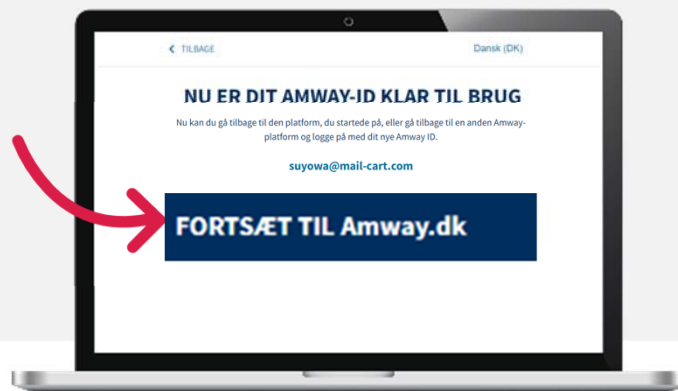 TILBAGE
Dansk (DK)
NU ER DIT AMWAY-ID KLAR TIL BRUG
Nu kan du gå tilbage til den platform, du startede på, eller gå tilbage til en anden Amway-
platform og logge på med dit nye Amway ID.
suyowa@mail-cart.com
FORTSÆT TIL Amway.dk